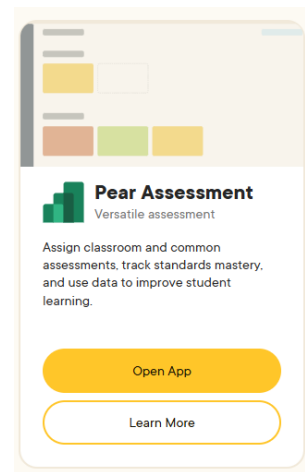 Pear Assessment
Versatile assessment
Assign classroom and common
assessments, track standards mastery,
and use data to improve student
learning.
Open App
Learn More